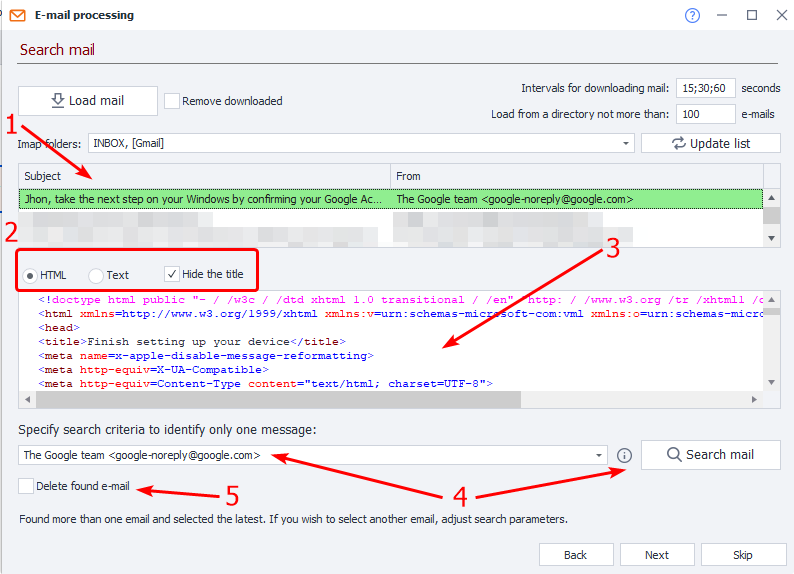 E-mail processing
Search mail
Load mail
Remove downloaded
Intervals for downloading mail: 15;30;60 seconds
Load from a directory not more than: 100 e-mails
1
Imap folders: INBOX, [Gmail]
Update list
Subject From
Jhon, take the next step on your Windows by confirming your Google Ac... The Google team <google-noreply@google.com>
2
3
HTML Text Hide the title
<!doctype html public "- / /w3c / /dtd xhtml 1.0 transitional / /en" "http: / /www.w3.org /tr /xhtml1 /
<html xmlns=http://www.w3.org/1999/xhtml xmlns:v=urn:schemas-microsoft-com:vml xmlns:o=urn:schemas-micro
<head>
<title>Finish setting up your device</title>
<meta name=x-apple-disable-message-reformatting>
<meta http-equiv=X-UA-Compatible>
<meta http-equiv=Content-Type content="text/html; charset=UTF-8">
Specify search criteria to identify only one message:
The Google team <google-noreply@google.com>
Search mail
Delete found e-mail
5
4
Found more than one email and selected the latest. If you wish to select another email, adjust search parameters.
Back Next Skip